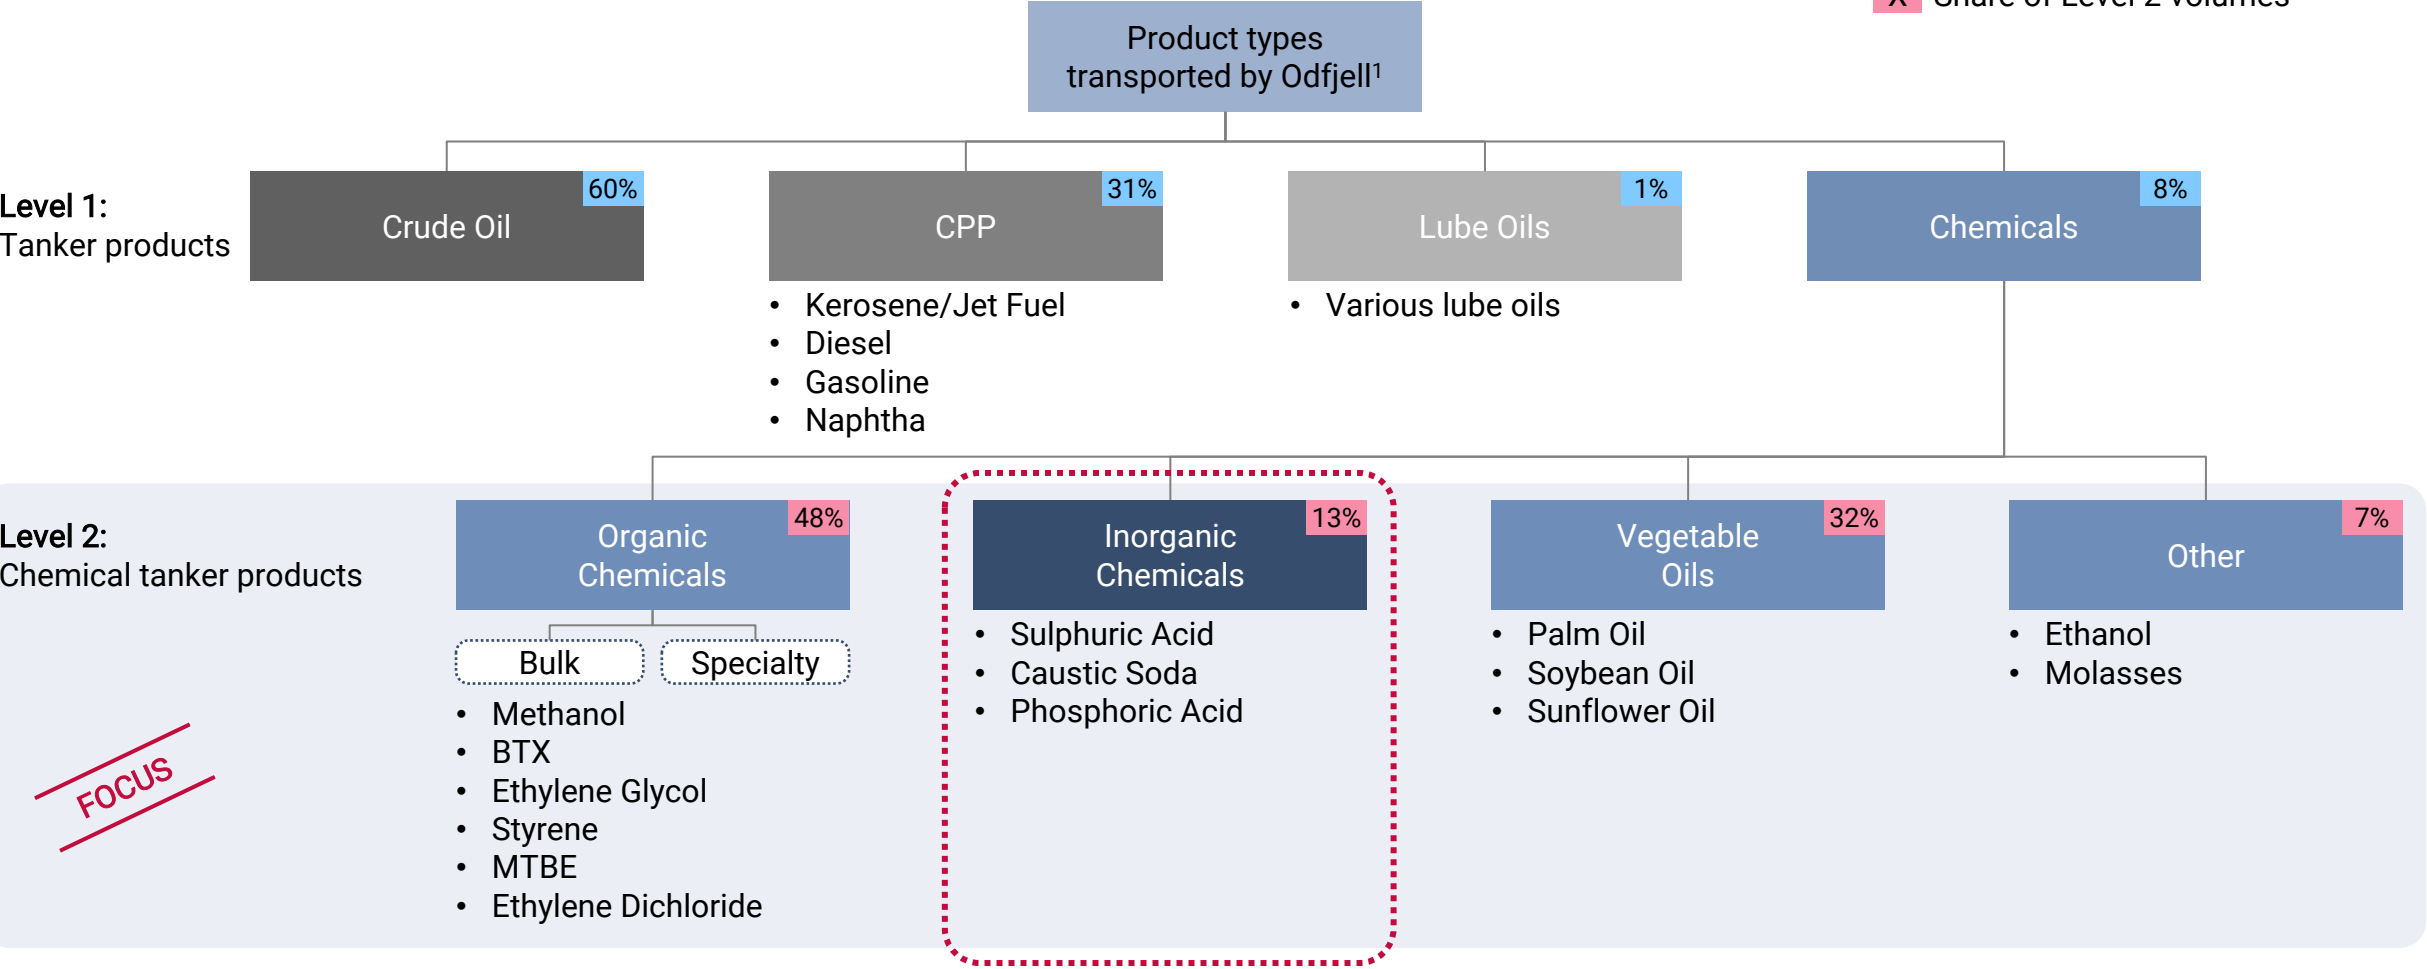 X Share of Level 2 volumes
Product types
transported by Odfjell¹
Level 1:
Tanker products
60%
Crude Oil
31%
CPP
1%
Lube Oils
8%
Chemicals
• Kerosene/Jet Fuel
• Diesel
• Gasoline
• Naphtha
• Various lube oils
Level 2:
Chemical tanker products
48%
Organic
Chemicals
Bulk
Specialty
• Methanol
• BTX
• Ethylene Glycol
• Styrene
• MTBE
• Ethylene Dichloride
13%
Inorganic
Chemicals
• Sulphuric Acid
• Caustic Soda
• Phosphoric Acid
32%
Vegetable
Oils
• Palm Oil
• Soybean Oil
• Sunflower Oil
7%
Other
• Ethanol
• Molasses
FOCUS